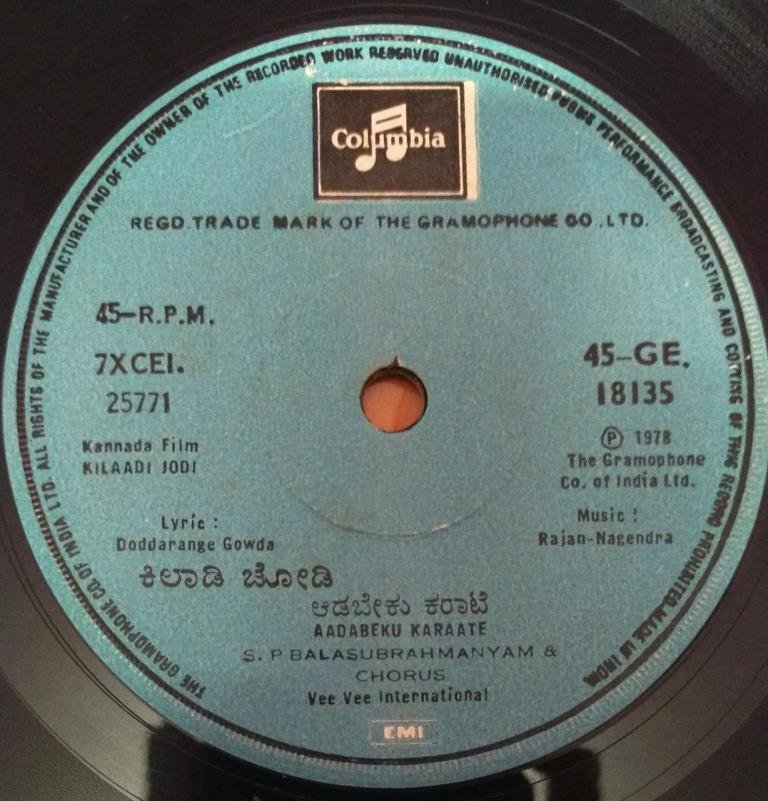 THE GRAMOPHONE CO. OF INDIA LTD. ALL RIGHTS OF THE MANUFACTURER AND OF THE OWNER OF THE RECORDED WORK RESERVED UNAUTHORISED PUBLIC PERFORMANCE BROADCASTING AND COPYING OF THIS RECORD PROHIBITED-MADE IN INDIA
Columbia
REGD. TRADE MARK OF THE GRAMOPHONE CO., LTD.
45-R.P.M.
7XCEI.
25771
45-GE.
18135
Kannada Film
KILAADI JODI
Ⓟ 1978
The Gramophone
Co. of India Ltd.
Lyric :
Doddarange Gowda
Music :
Rajan-Nagendra
ಕಿಲಾಡಿ ಜೋಡಿ
ಆಡಬೇಕು ಕರಾಟೆ
AADABEKU KARAATE
S. P BALASUBRAHMANYAM &
CHORUS
Vee Vee International
EMI